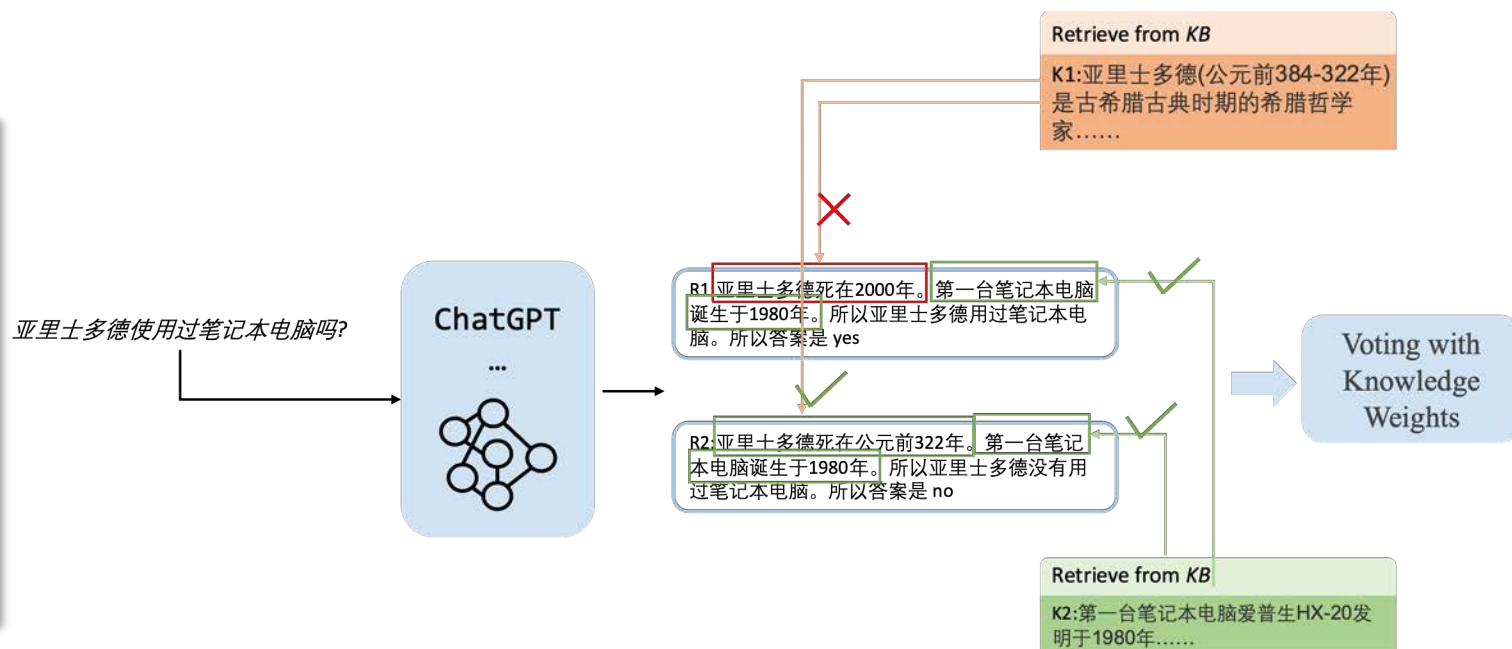 Retrieve from KB
K1:亚里士多德(公元前384-322年)
是古希腊古典时期的希腊哲学
家……
亚里士多德使用过笔记本电脑吗?
ChatGPT
...
R1:亚里士多德死在2000年。第一台笔记本电脑
诞生于1980年。所以亚里士多德用过笔记本电
脑。所以答案是 yes
R2:亚里士多德死在公元前322年。第一台笔记
本电脑诞生于1980年。所以亚里士多德没有用
过笔记本电脑。所以答案是 no
Voting with
Knowledge
Weights
Retrieve from KB
K2:第一台笔记本电脑爱普生HX-20发
明于1980年……